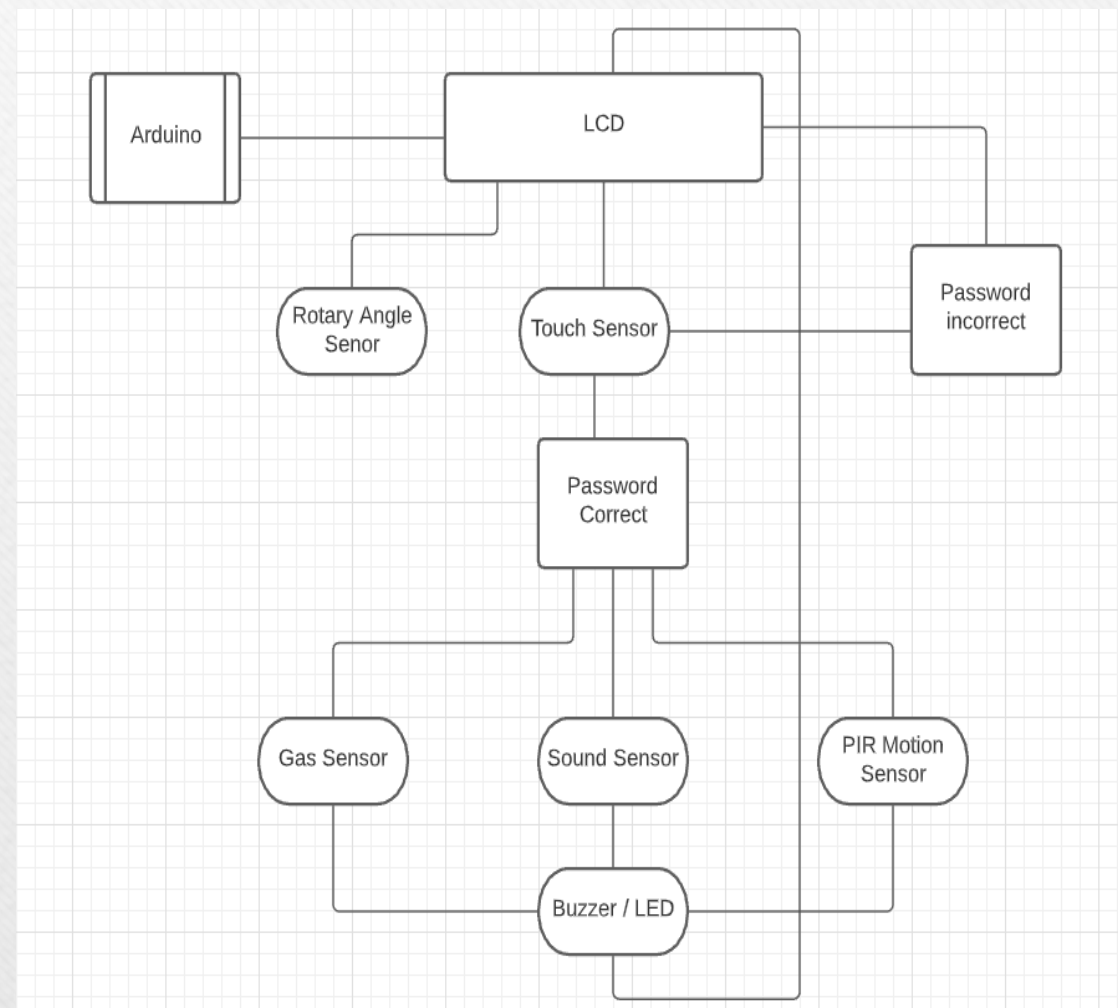 Arduino
LCD
Rotary Angle
Senor
Touch Sensor
Password
incorrect
Password
Correct
Gas Sensor
Sound Sensor
PIR Motion
Sensor
Buzzer / LED